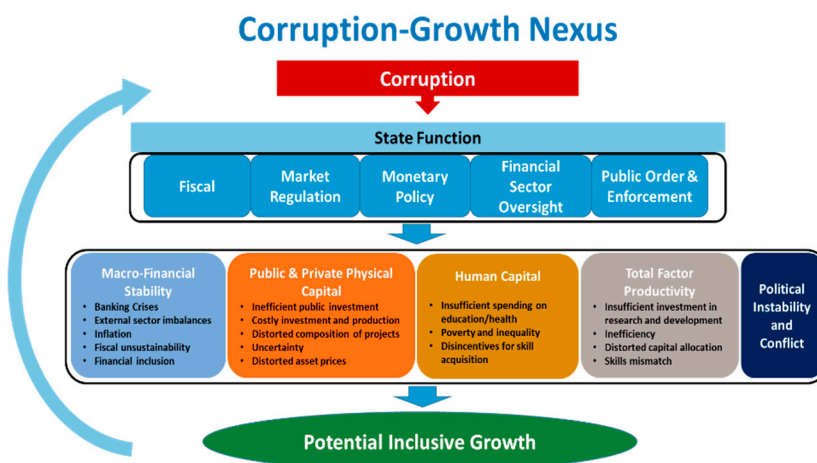 Corruption-Growth Nexus
Corruption
State Function
Fiscal
Market
Regulation
Monetary
Policy
Financial
Sector
Oversight
Public Order &
Enforcement
Macro-Financial
Stability
• Banking Crises
• External sector imbalances
• Inflation
• Fiscal unsustainability
• Financial inclusion
Public & Private Physical
Capital
• Inefficient public investment
• Costly investment and production
• Distorted composition of projects
• Uncertainty
• Distorted asset prices
Human Capital
• Insufficient spending on
education/health
• Poverty and inequality
• Disincentives for skill
acquisition
Total Factor
Productivity
• Insufficient investment in
research and development
• Inefficiency
• Distorted capital allocation
• Skills mismatch
Political
Instability
and
Conflict
Potential Inclusive Growth